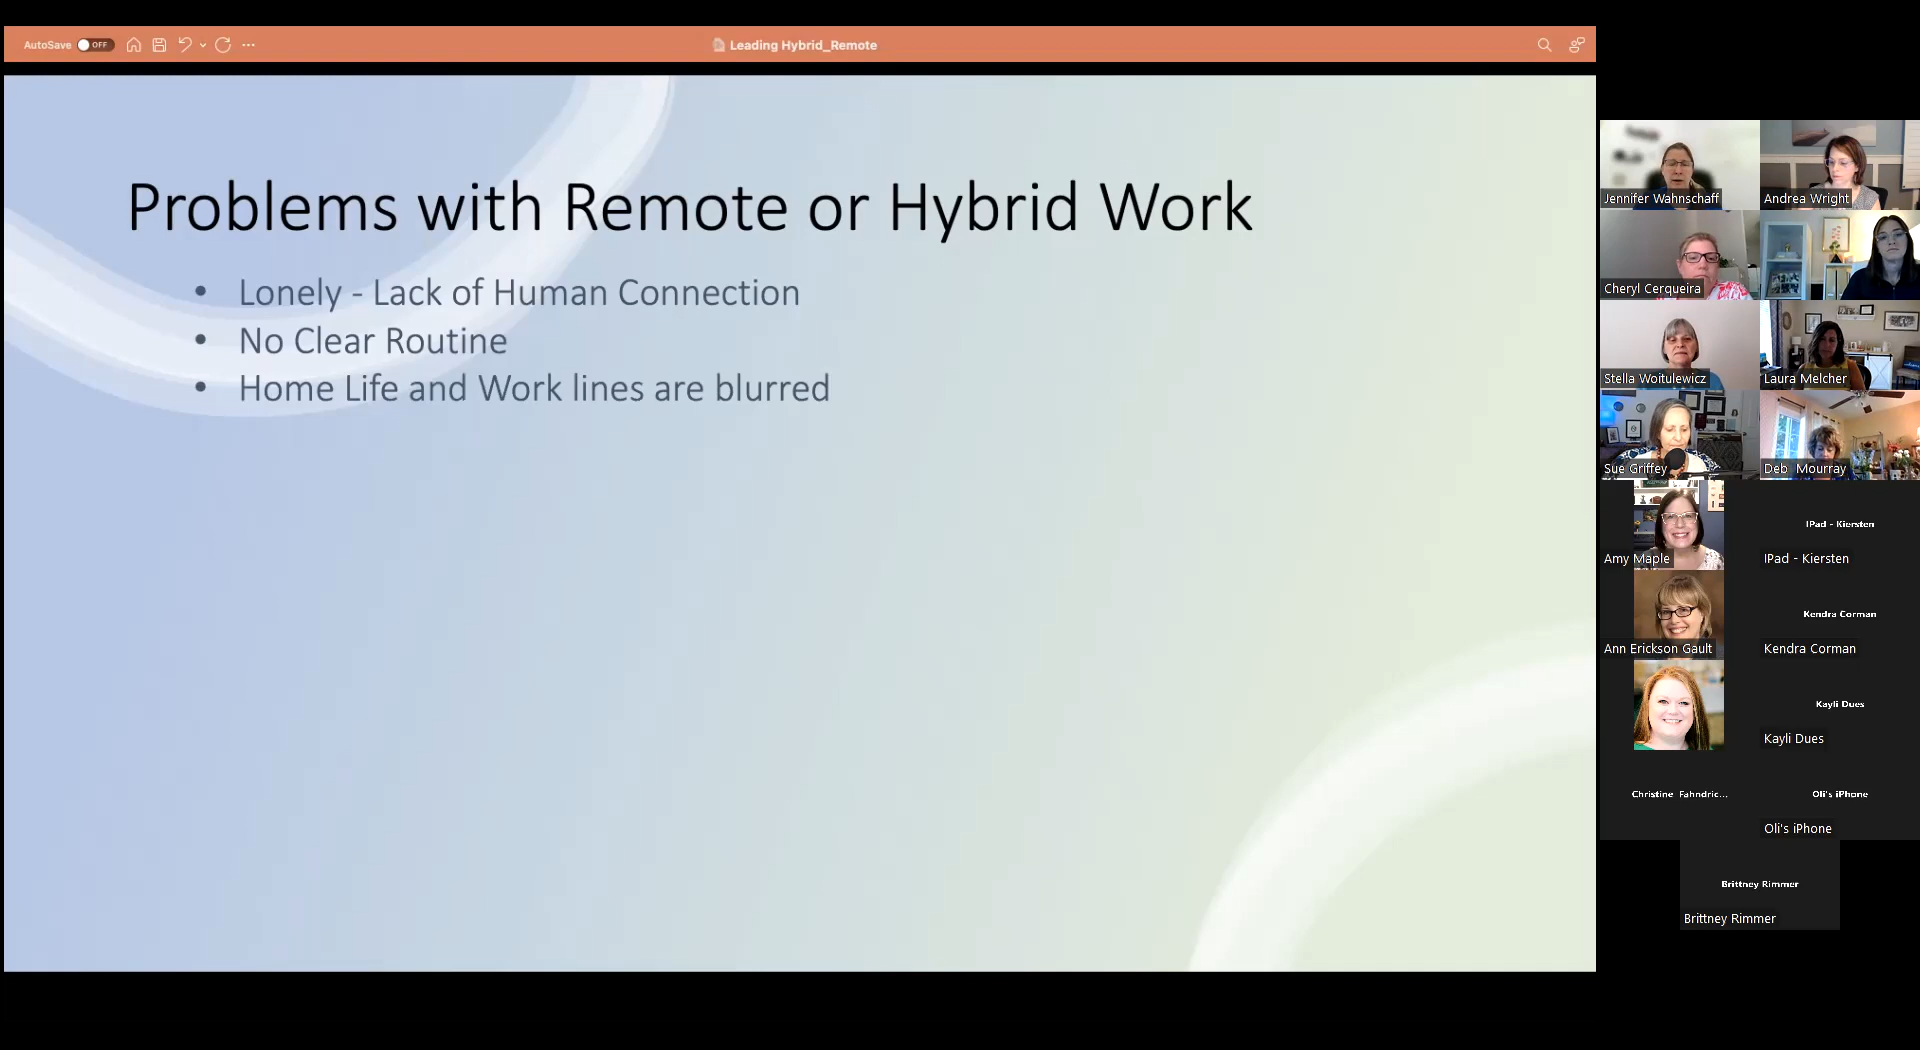 AutoSave OFF
Leading Hybrid_Remote
Problems with Remote or Hybrid Work
• Lonely - Lack of Human Connection
• No Clear Routine
• Home Life and Work lines are blurred
Jennifer Wahnschaff
Andrea Wright
Cheryl Cerqueira
Stella Woitulewicz
Laura Melcher
Sue Griffey
Deb Mourray
Amy Maple
IPad - Kiersten
IPad - Kiersten
Ann Erickson Gault
Kendra Corman
Kendra Corman
Kayli Dues
Kayli Dues
Christine Fahndric...
Oli's iPhone
Oli's iPhone
Brittney Rimmer
Brittney Rimmer